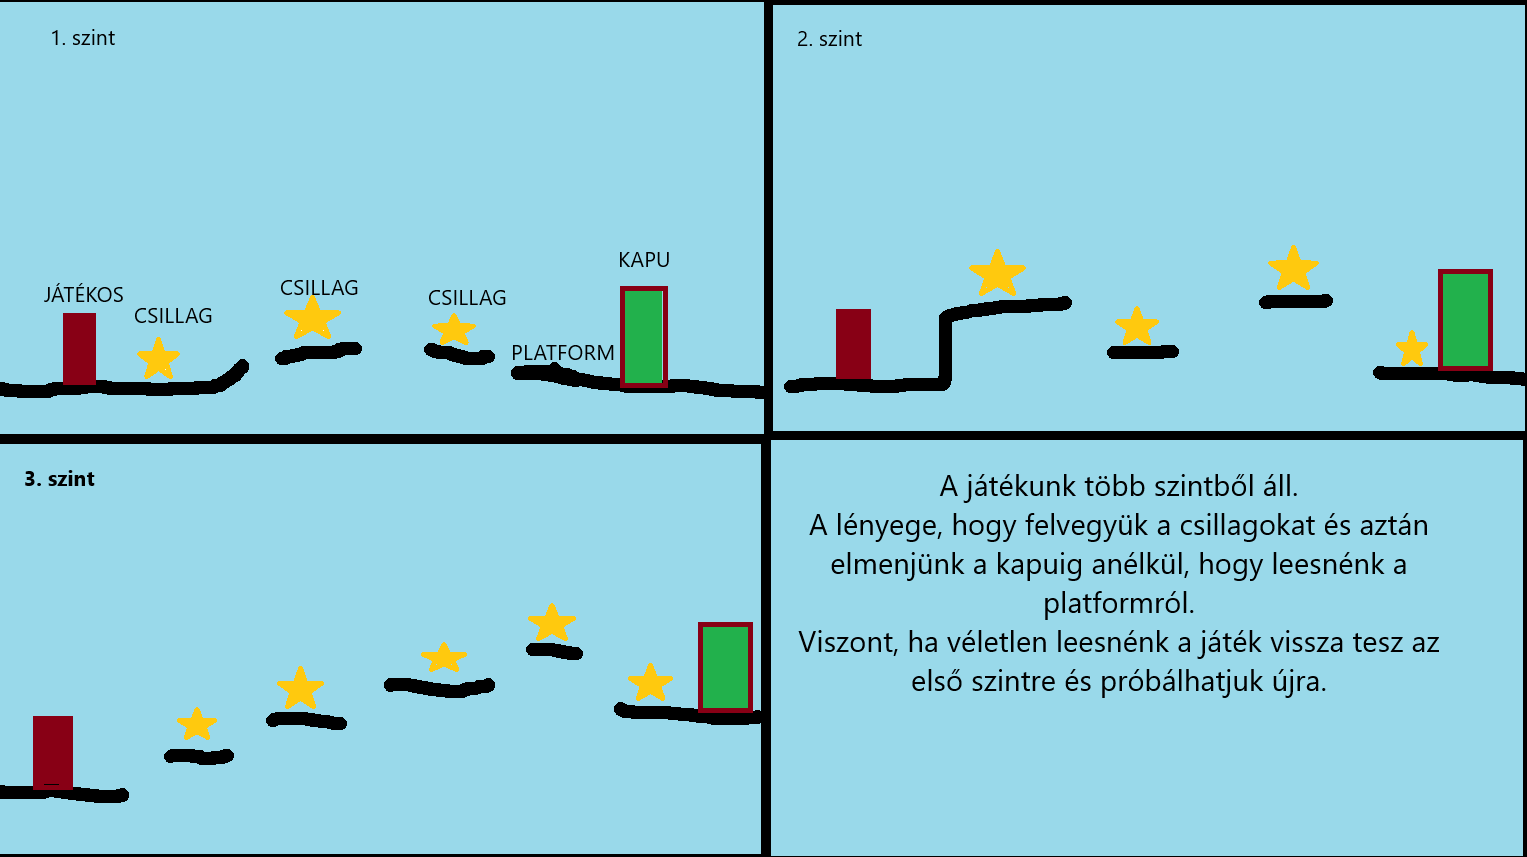 1. szint
KAPU
CSILLAG
JÁTÉKOS
CSILLAG
CSILLAG
PLATFORM
2. szint
3. szint
A játékunk több szintből áll.
A lényege, hogy felvegyük a csillagokat és aztán
elmenjünk a kapuig anélkül, hogy leesnénk a
platformról.
Viszont, ha véletlen leesnénk a játék vissza tesz az
első szintre és próbálhatjuk újra.